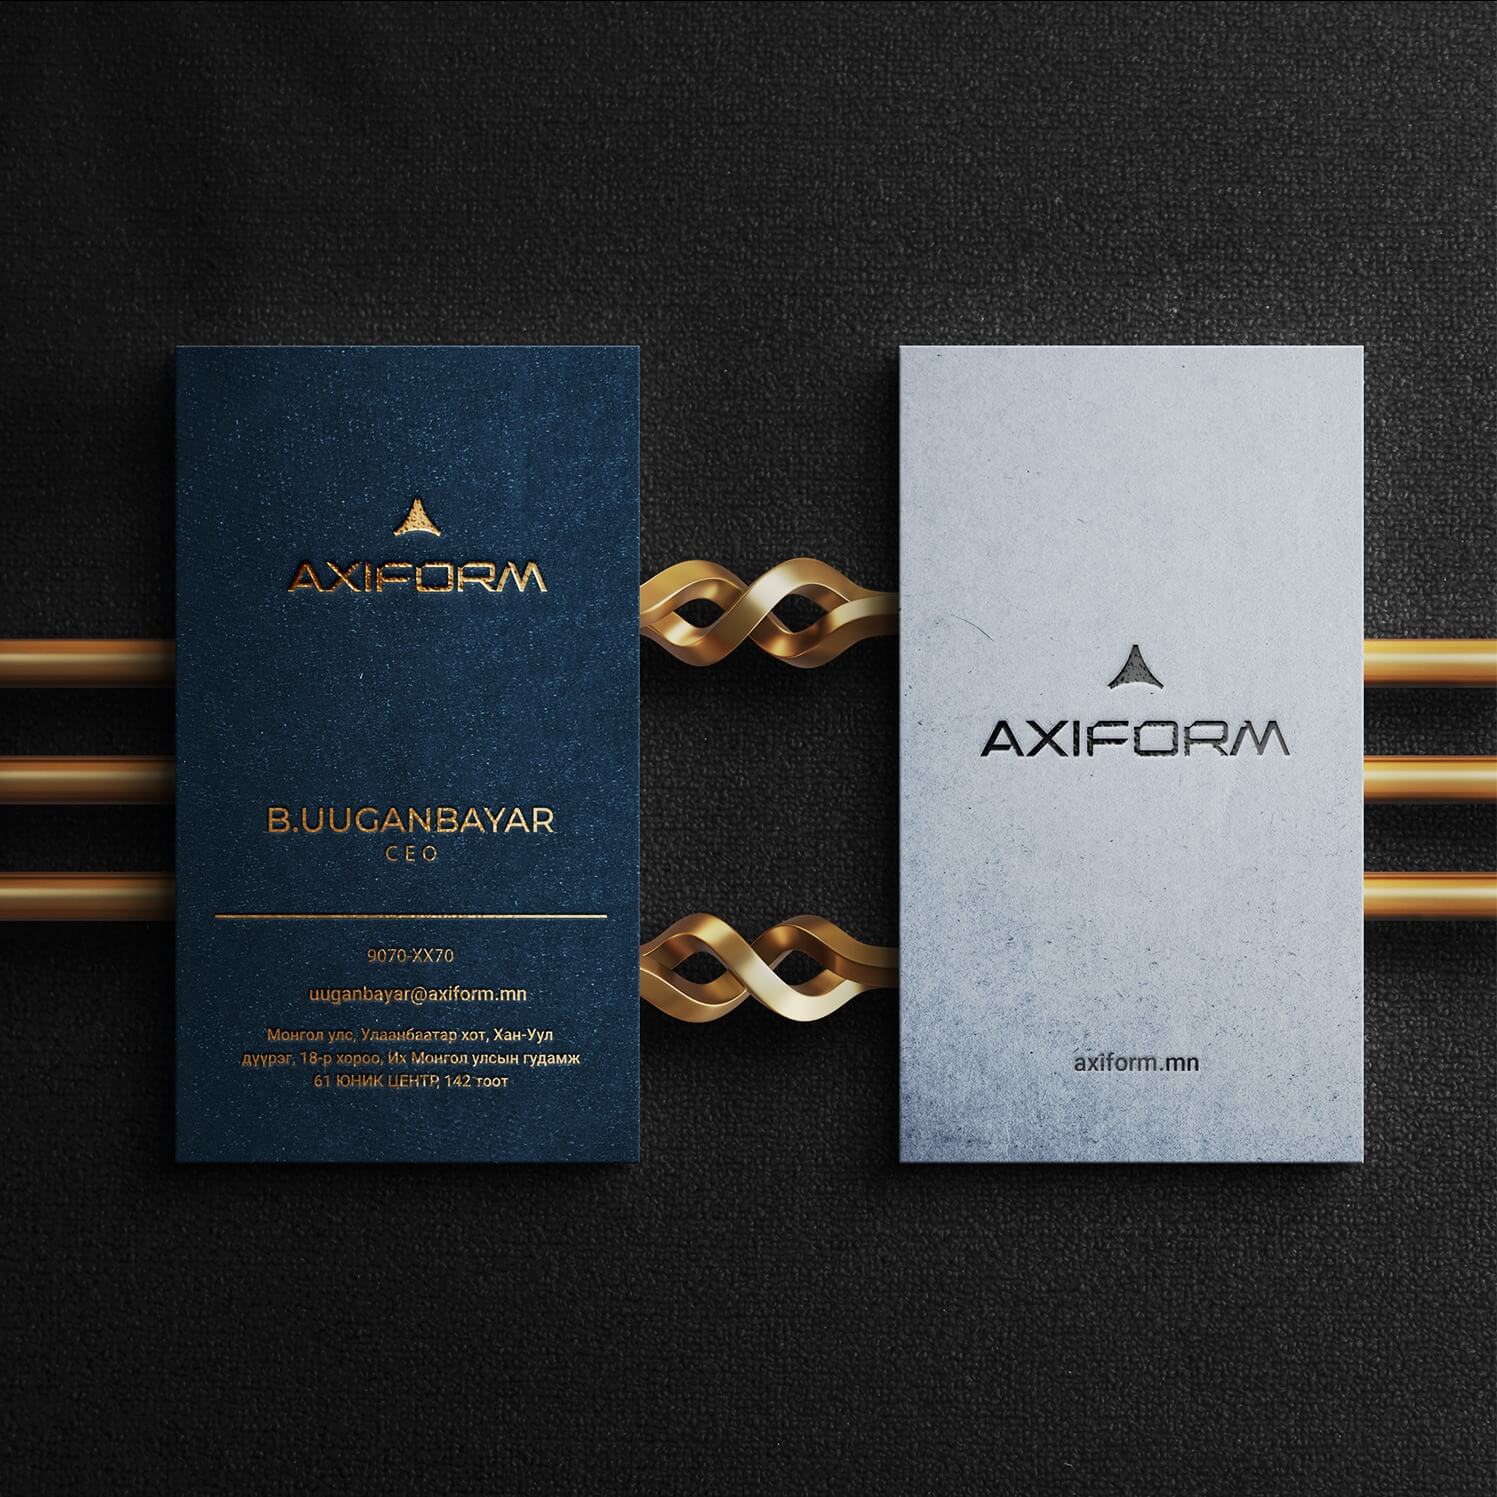 AXIFORM
B.UUGANBAYAR
CEO
9070-XX70
uuganbayar@axiform.mn
Монгол улс, Улаанбаатар хот, Хан-Уул
дүүрэг, 18-р хороо, Их Монгол улсын гудамж
61 ЮНИК ЦЕНТР, 142 тоот
AXIFORM
axiform.mn